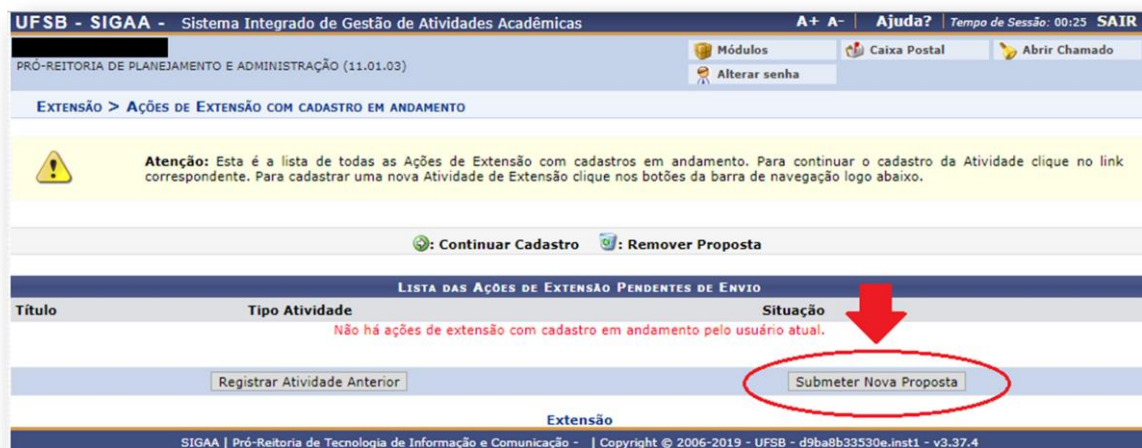 UFSB - SIGAA - Sistema Integrado de Gestão de Atividades Acadêmicas A+ A- | Ajuda? | Tempo de Sessão: 00:25 SAIR
Módulos Caixa Postal Abrir Chamado
PRÓ-REITORIA DE PLANEJAMENTO E ADMINISTRAÇÃO (11.01.03)
Alterar senha
EXTENSÃO > AÇÕES DE EXTENSÃO COM CADASTRO EM ANDAMENTO
Atenção: Esta é a lista de todas as Ações de Extensão com cadastros em andamento. Para continuar o cadastro da Atividade clique no link
correspondente. Para cadastrar uma nova Atividade de Extensão clique nos botões da barra de navegação logo abaixo.
: Continuar Cadastro : Remover Proposta
LISTA DAS AÇÕES DE EXTENSÃO PENDENTES DE ENVIO
Título Tipo Atividade Situação
Não há ações de extensão com cadastro em andamento pelo usuário atual.
Registrar Atividade Anterior Submeter Nova Proposta
Extensão
SIGAA | Pró-Reitoria de Tecnologia de Informação e Comunicação - | Copyright © 2006-2019 - UFSB - d9ba8b33530e.inst1 - v3.37.4